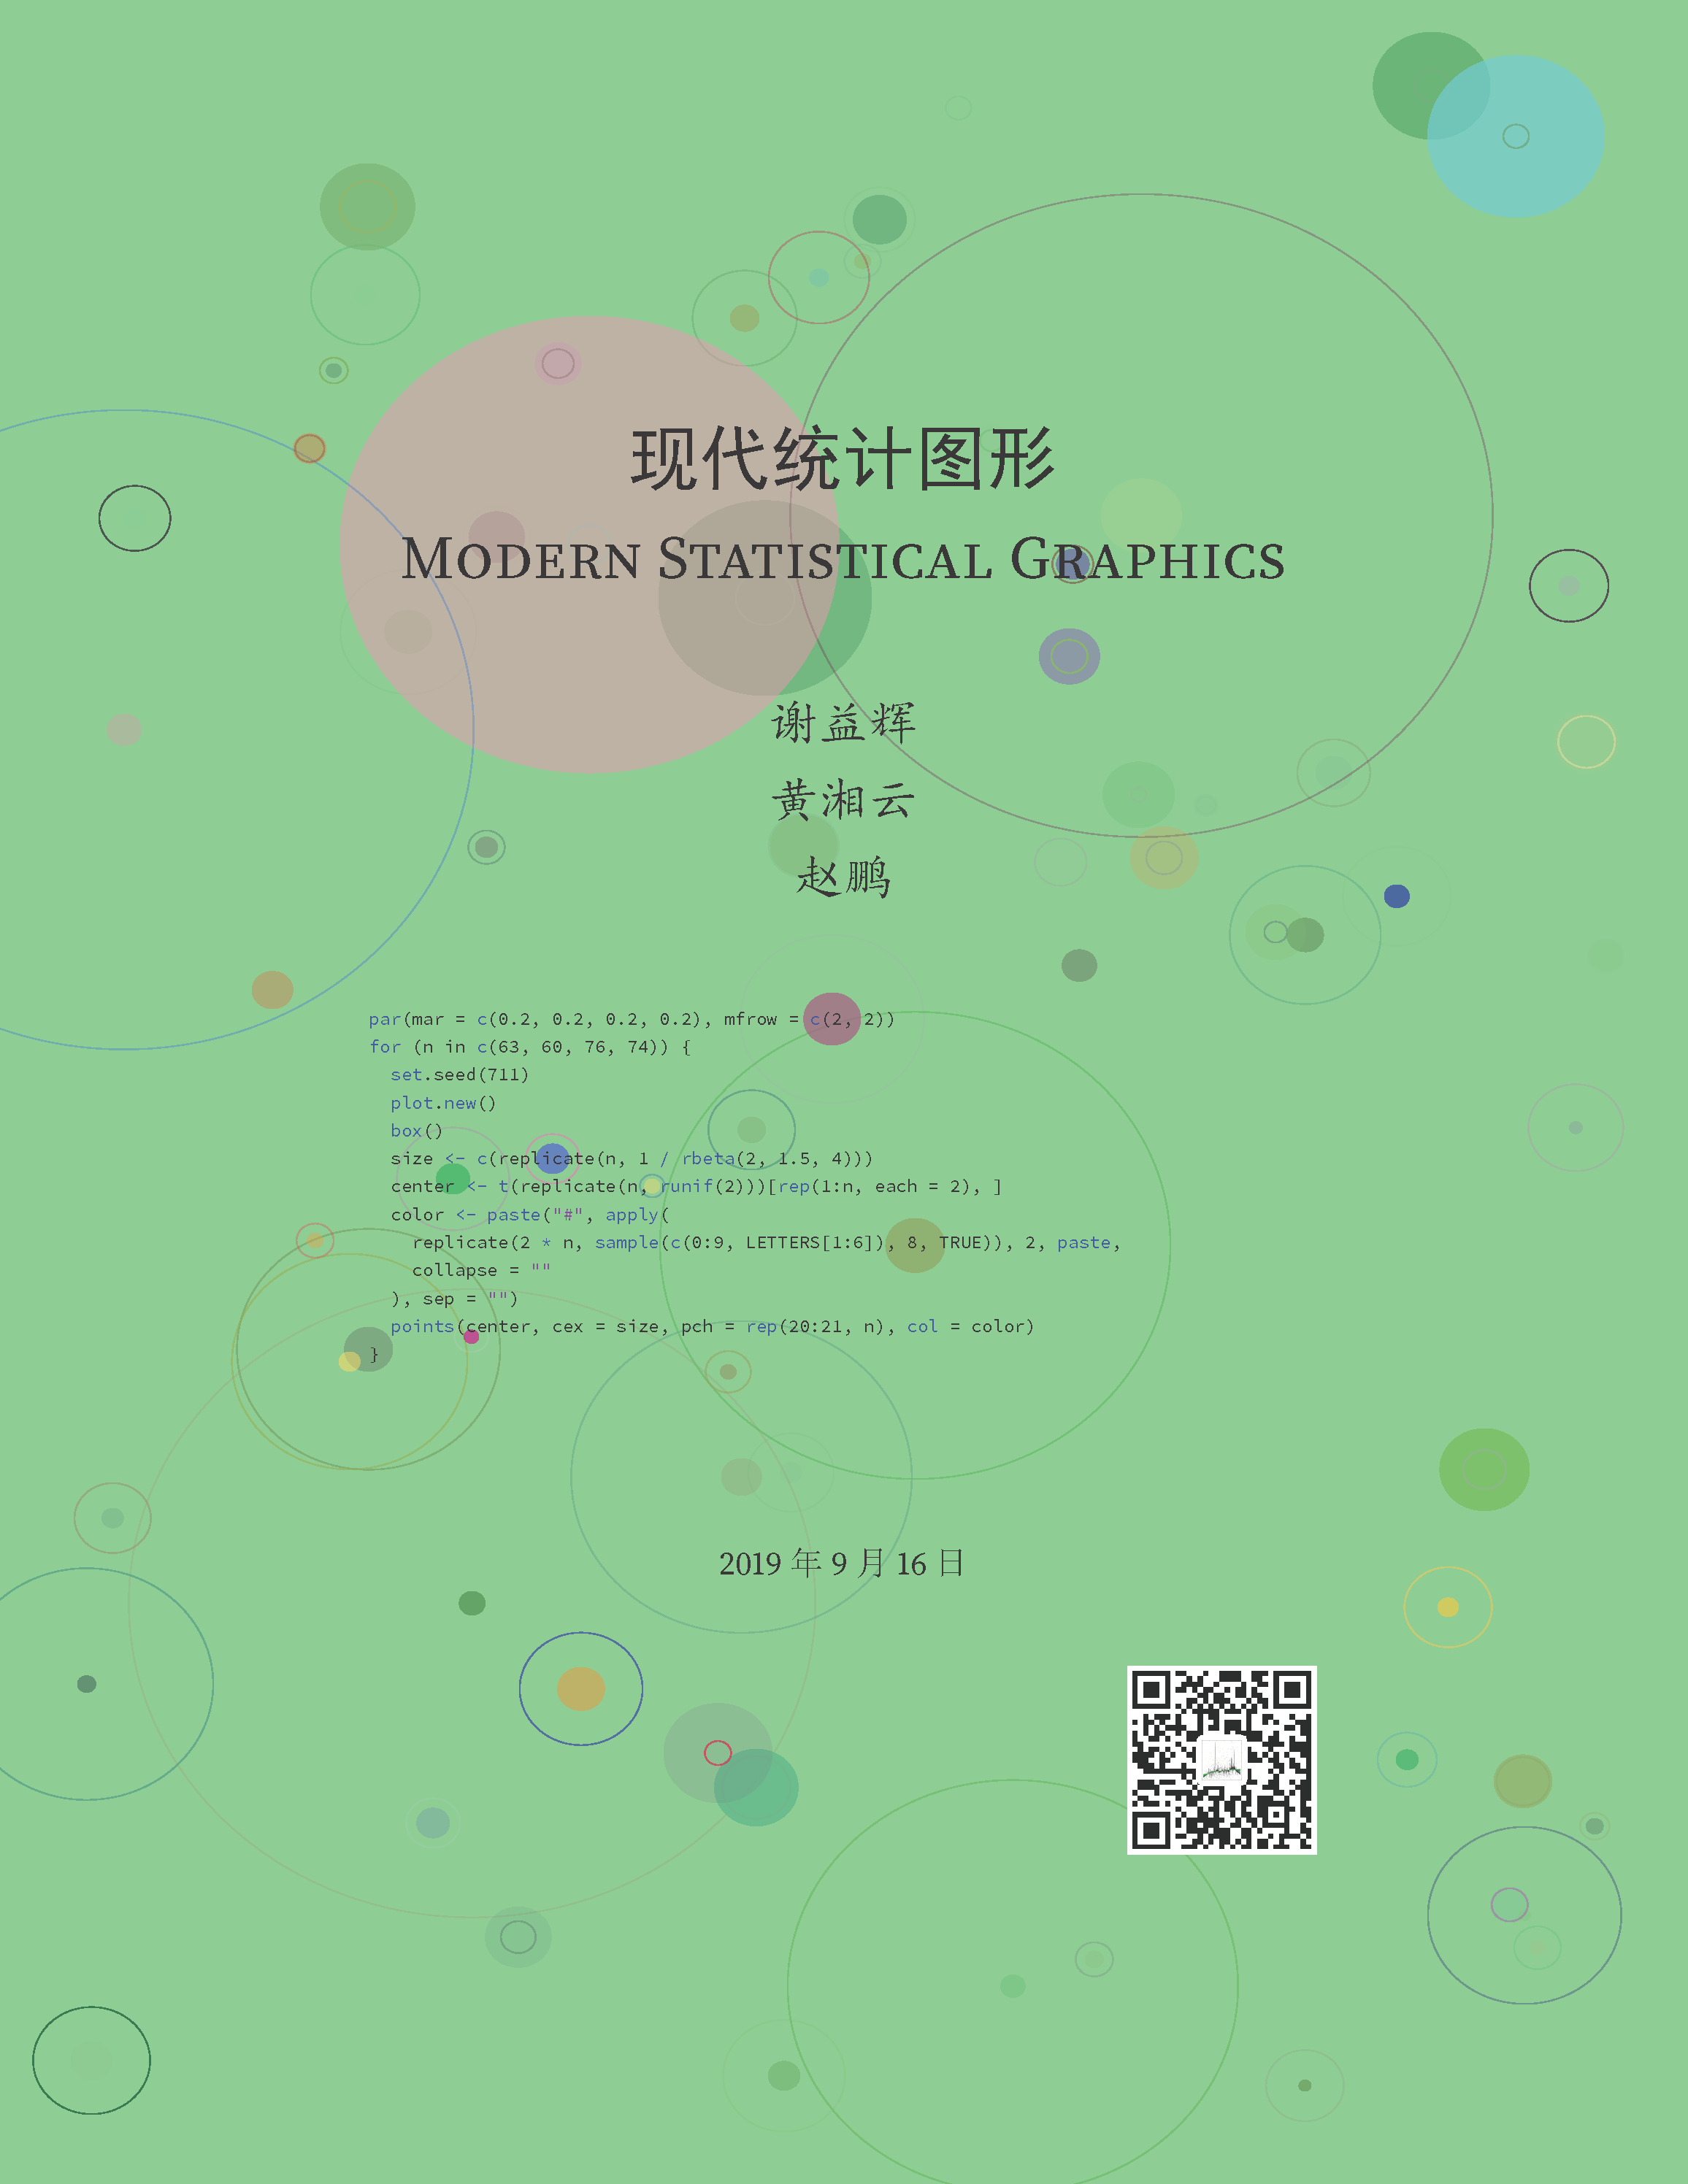 现代统计图形
MODERN STATISTICAL GRAPHICS
谢益辉
黄湘云
赵鹏
par(mar = c(0.2, 0.2, 0.2, 0.2), mfrow = c(2, 2))
for (n in c(63, 60, 76, 74)) {
  set.seed(711)
  plot.new()
  box()
  size <- c(replicate(n, 1 / rbeta(2, 1.5, 4)))
  center <- t(replicate(n, runif(2)))[rep(1:n, each = 2), ]
  color <- paste("#", apply(
    replicate(2 * n, sample(c(0:9, LETTERS[1:6]), 8, TRUE)), 2, paste,
    collapse = ""
  ), sep = "")
  points(center, cex = size, pch = rep(20:21, n), col = color)
}
2019 年 9 月 16 日